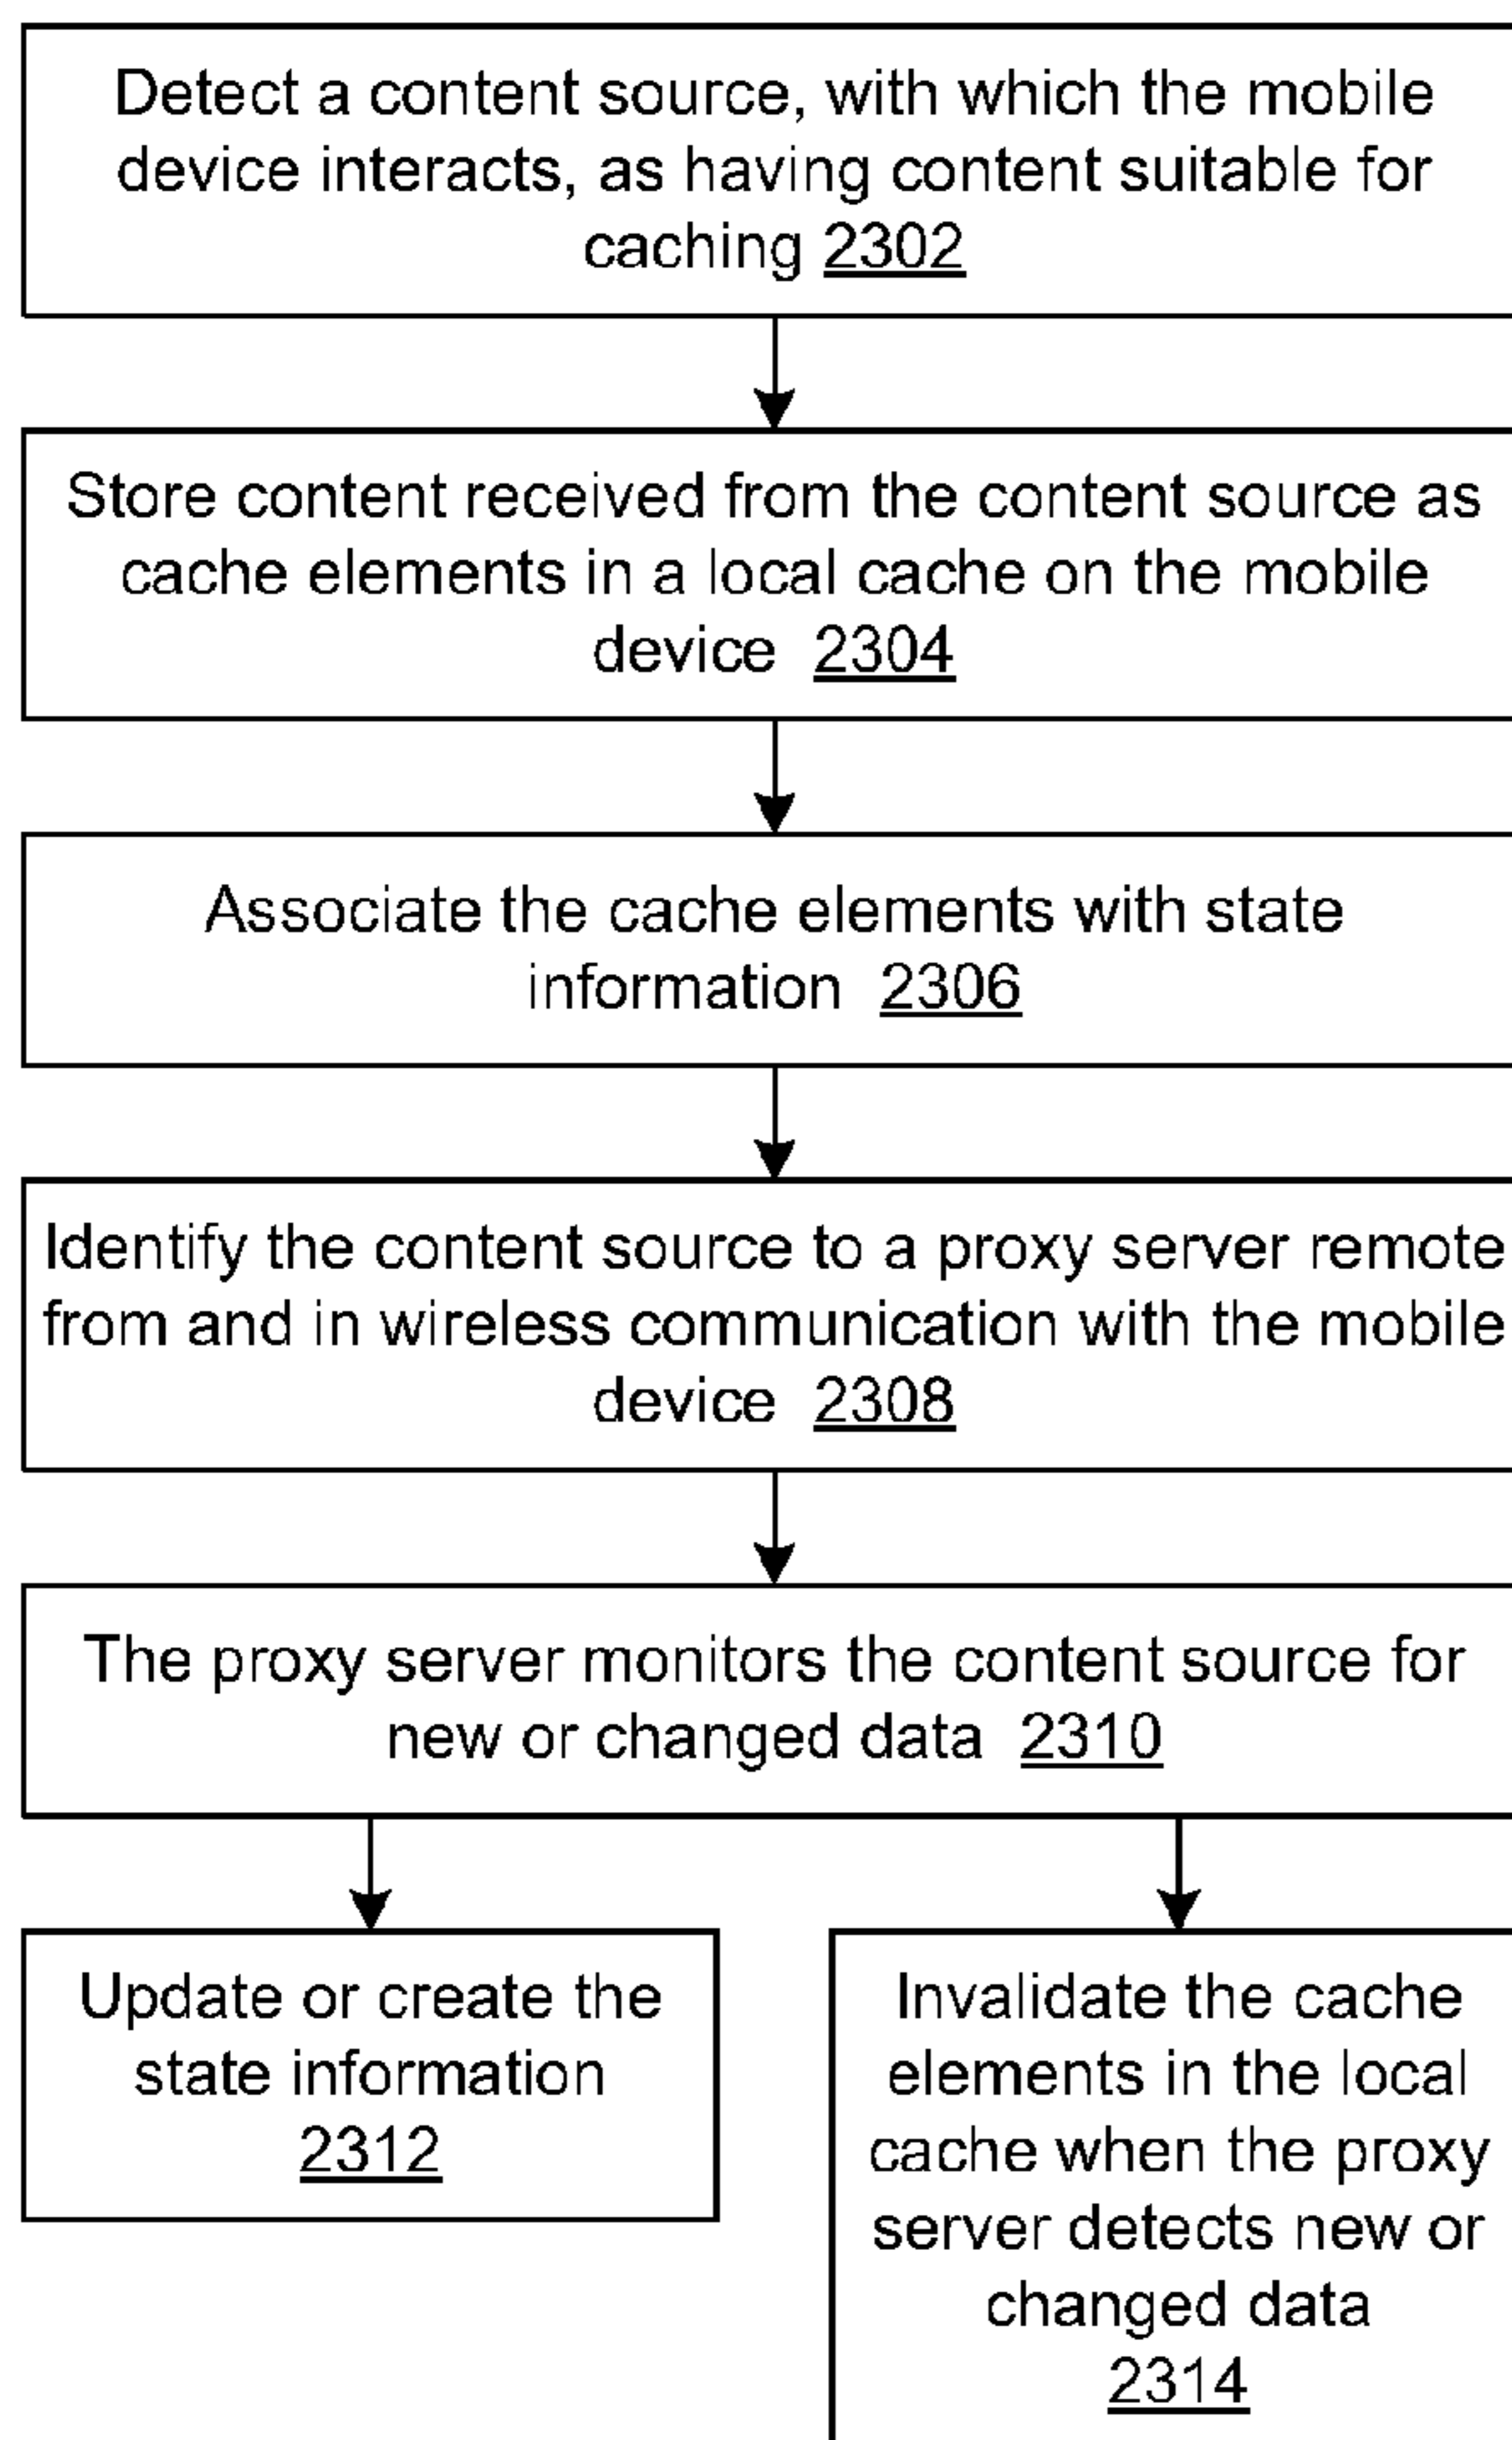 Detect a content source, with which the mobile
device interacts, as having content suitable for
caching 2302
Store content received from the content source as
cache elements in a local cache on the mobile
device 2304
Associate the cache elements with state
information 2306
Identify the content source to a proxy server remote
from and in wireless communication with the mobile
device 2308
The proxy server monitors the content source for
new or changed data 2310
Update or create the
state information
2312
Invalidate the cache
elements in the local
cache when the proxy
server detects new or
changed data
2314